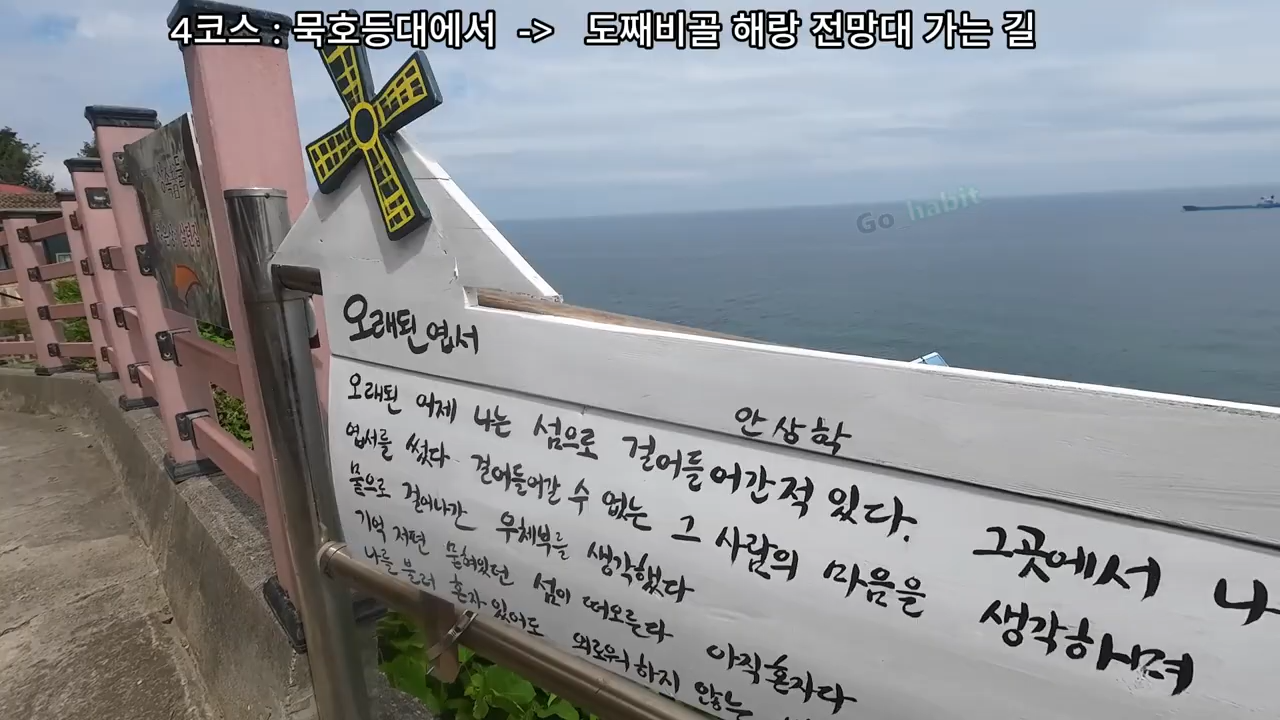 4코스 : 묵호등대에서 -> 도째비골 해랑 전망대 가는 길
Go habit
오래된 엽서
안상학
오래된 어제 나는 섬으로 걸어들어간 적 있다. 그곳에서 나
엽서를 썼다 걸어들어갈 수 없는 그 사람의 마음을 생각하며
뭍으로 걸어나간 우체부를 생각했다
기억 저편 묻혀있던 섬이 떠오른다 아직 혼자다
나를 불러 혼자 있어도 외로워하지 않는